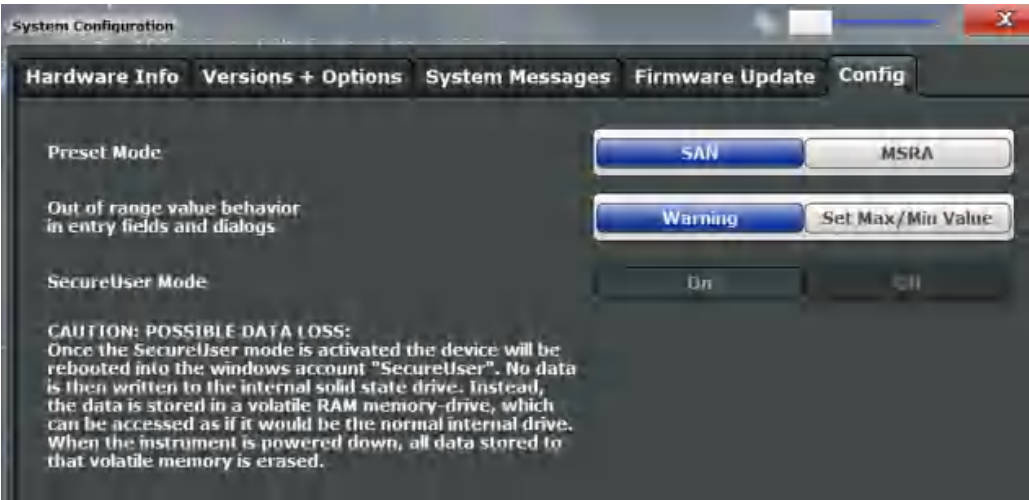 System Configuration
X
Hardware Info Versions + Options System Messages Firmware Update Config
Preset Mode SAN MSRA
Out of range value behavior
in entry fields and dialogs
Warning Set Max/Min Value
SecureUser Mode On Off
CAUTION: POSSIBLE DATA LOSS:
Once the SecureUser mode is activated the device will be
rebooted into the windows account "SecureUser". No data
is then written to the internal solid state drive. Instead,
the data is stored in a volatile RAM memory-drive, which
can be accessed as if it would be the normal internal drive.
When the instrument is powered down, all data stored to
that volatile memory is erased.